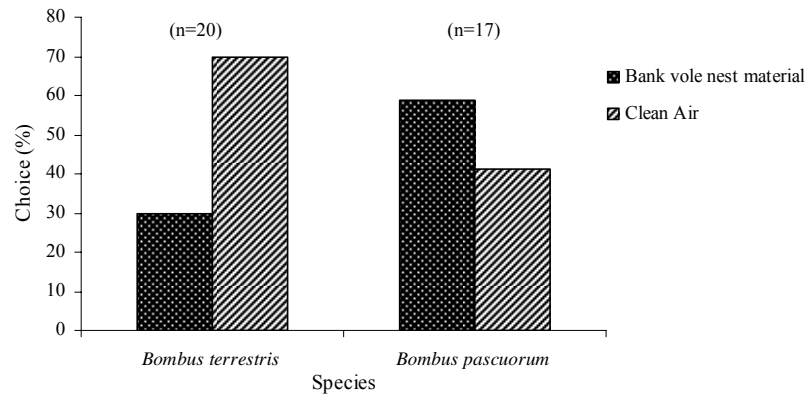 80
70
60
50
40
30
20
10
0
Choice (%)
(n=20) (n=17)
Bank vole nest material
Clean Air
Bombus terrestris Bombus pascuorum
Species